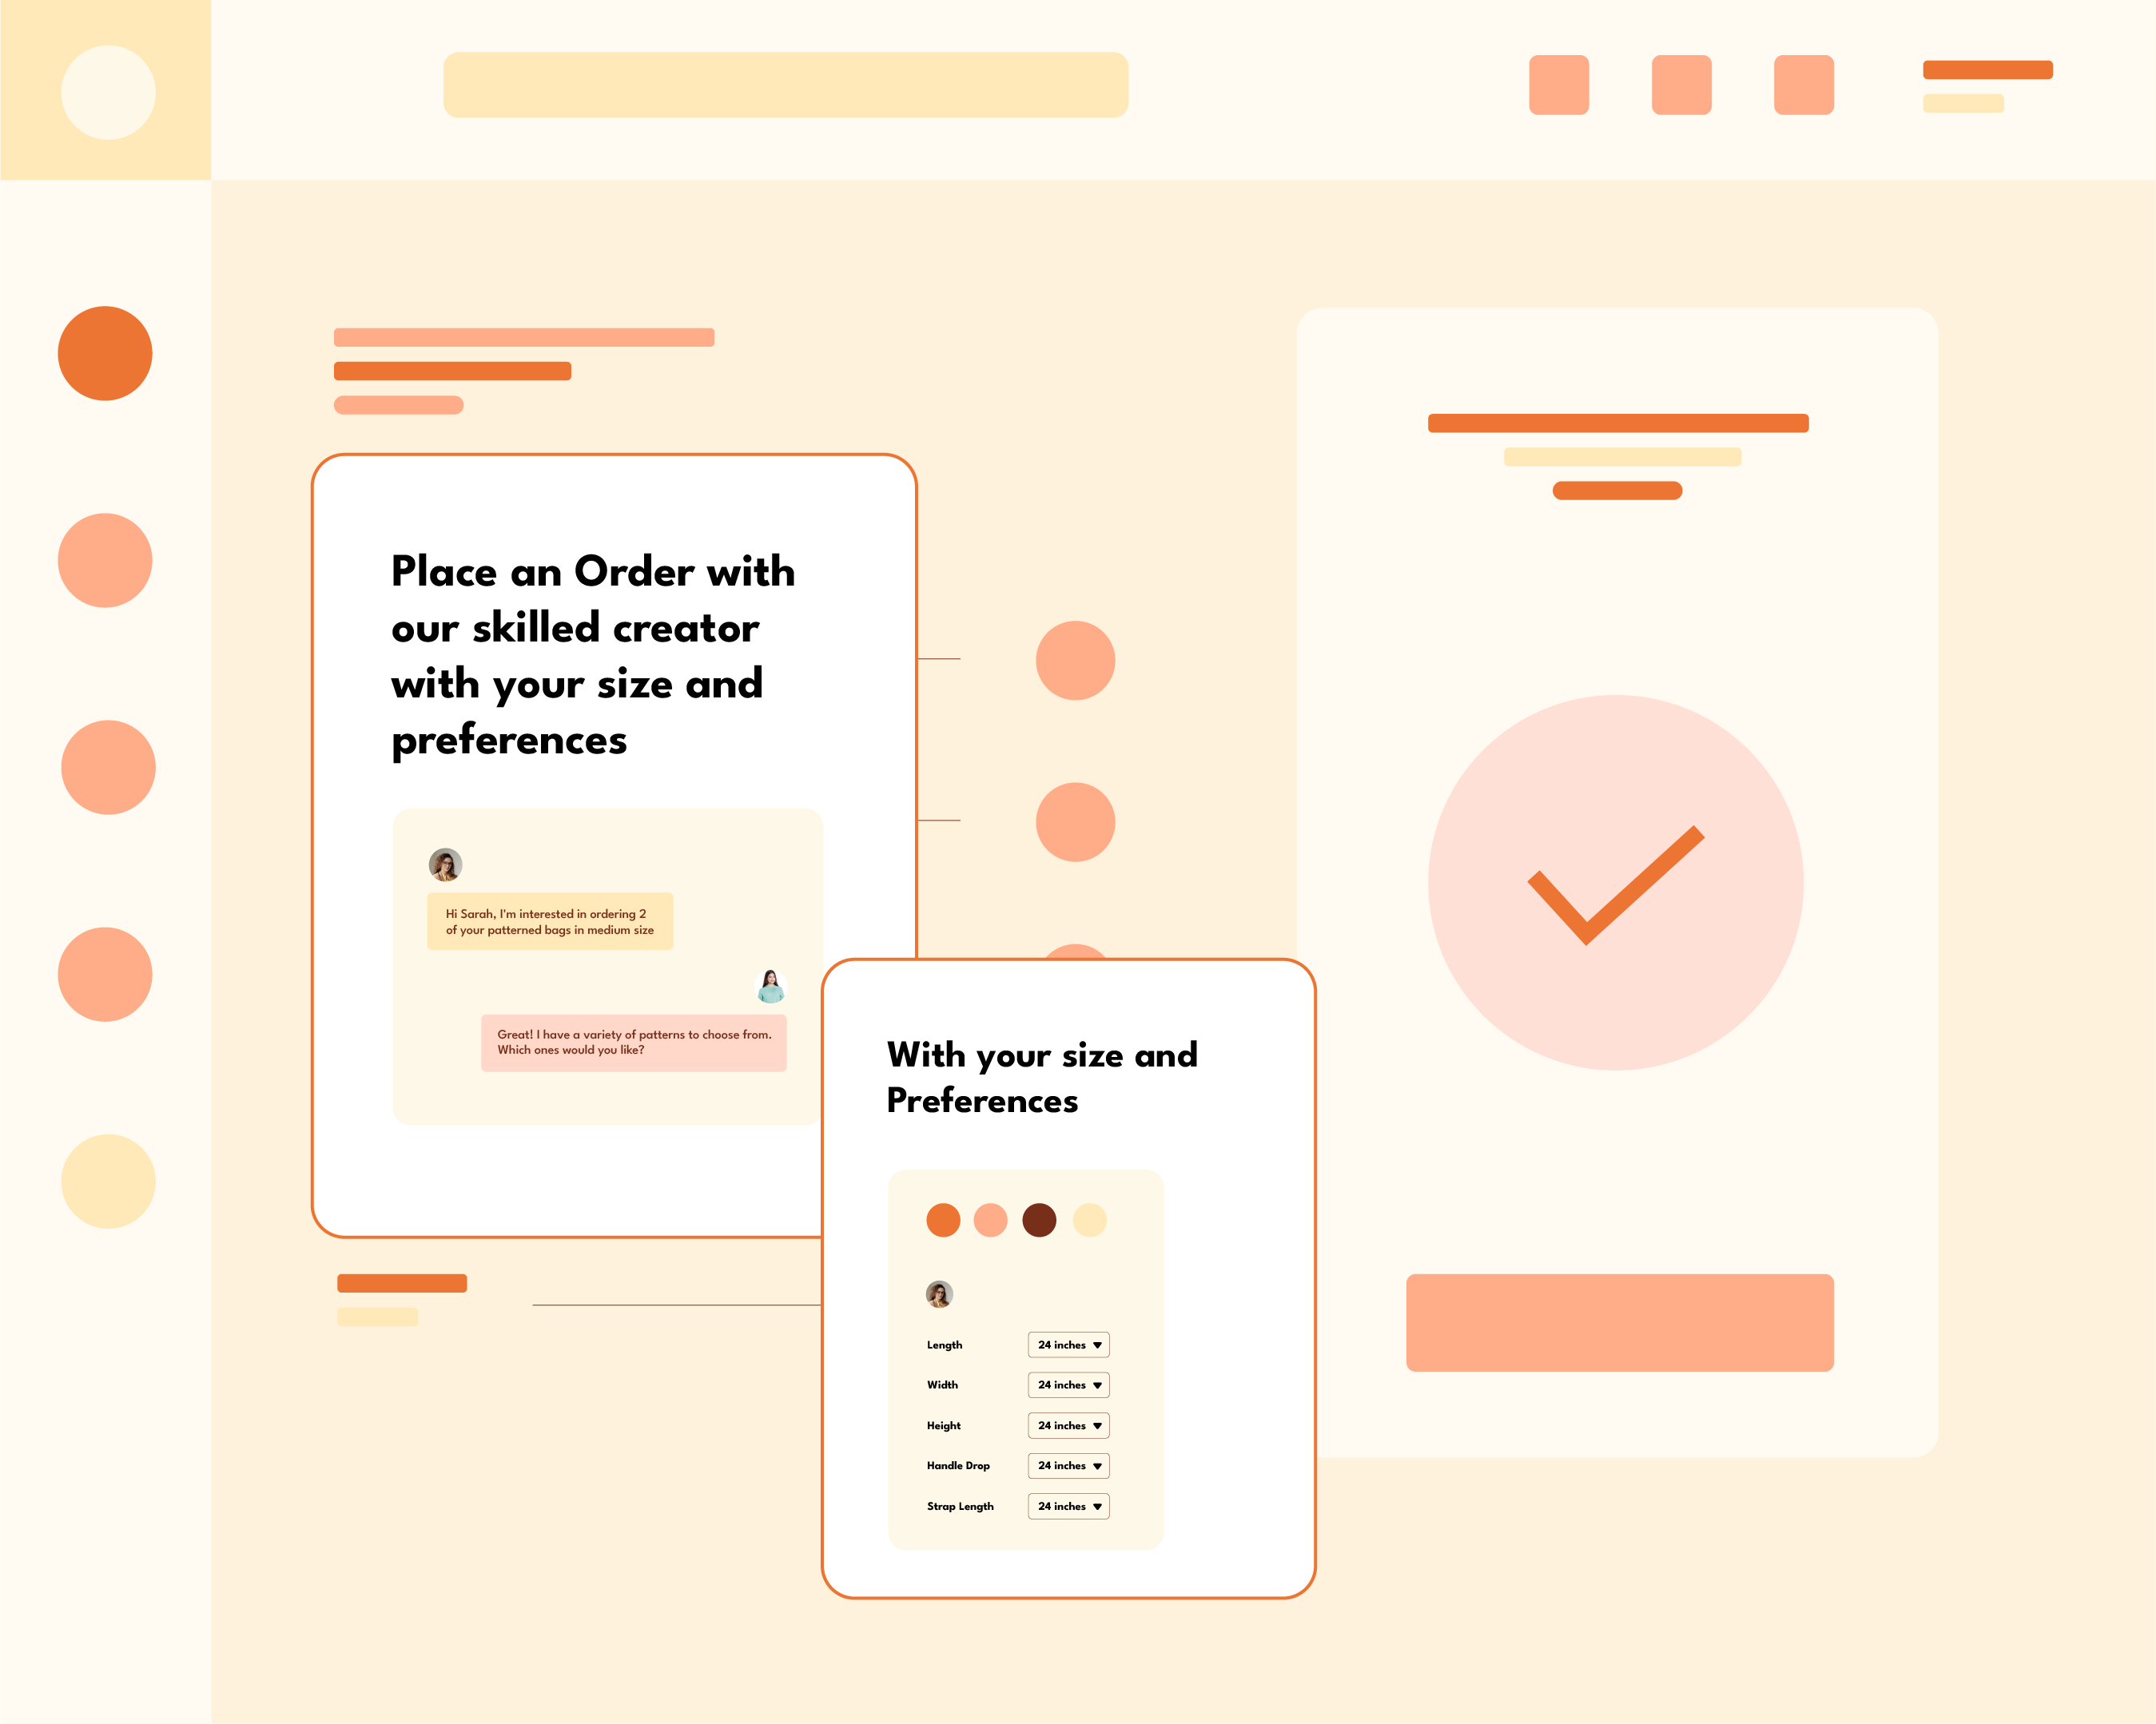 Place an Order with
our skilled creator
with your size and
preferences
Hi Sarah, I'm interested in ordering 2
of your patterned bags in medium size
Great! I have a variety of patterns to choose from.
Which ones would you like?
With your size and
Preferences
Length 24 inches
Width 24 inches
Height 24 inches
Handle Drop 24 inches
Strap Length 24 inches